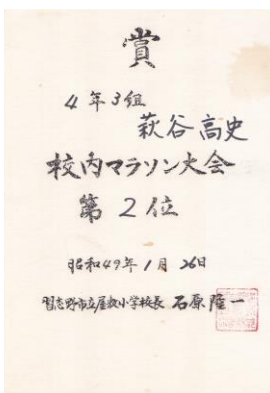 賞
4年3組
萩谷高史
校内マラソン大会
第2位
昭和49年1月26日
習志野市立屋敷小学校長 石原隆一